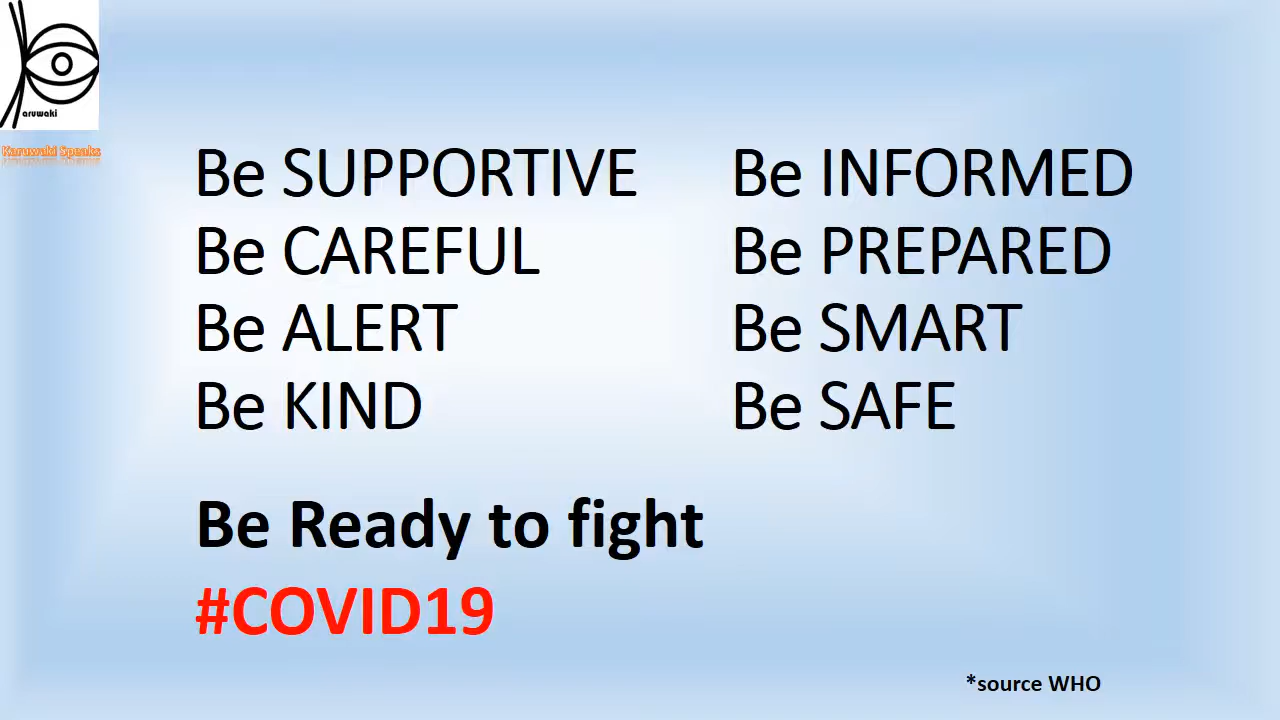 aruwaki
Karuwaki Speaks
Be SUPPORTIVE
Be CAREFUL
Be ALERT
Be KIND
Be INFORMED
Be PREPARED
Be SMART
Be SAFE
Be Ready to fight
#COVID19
*source WHO